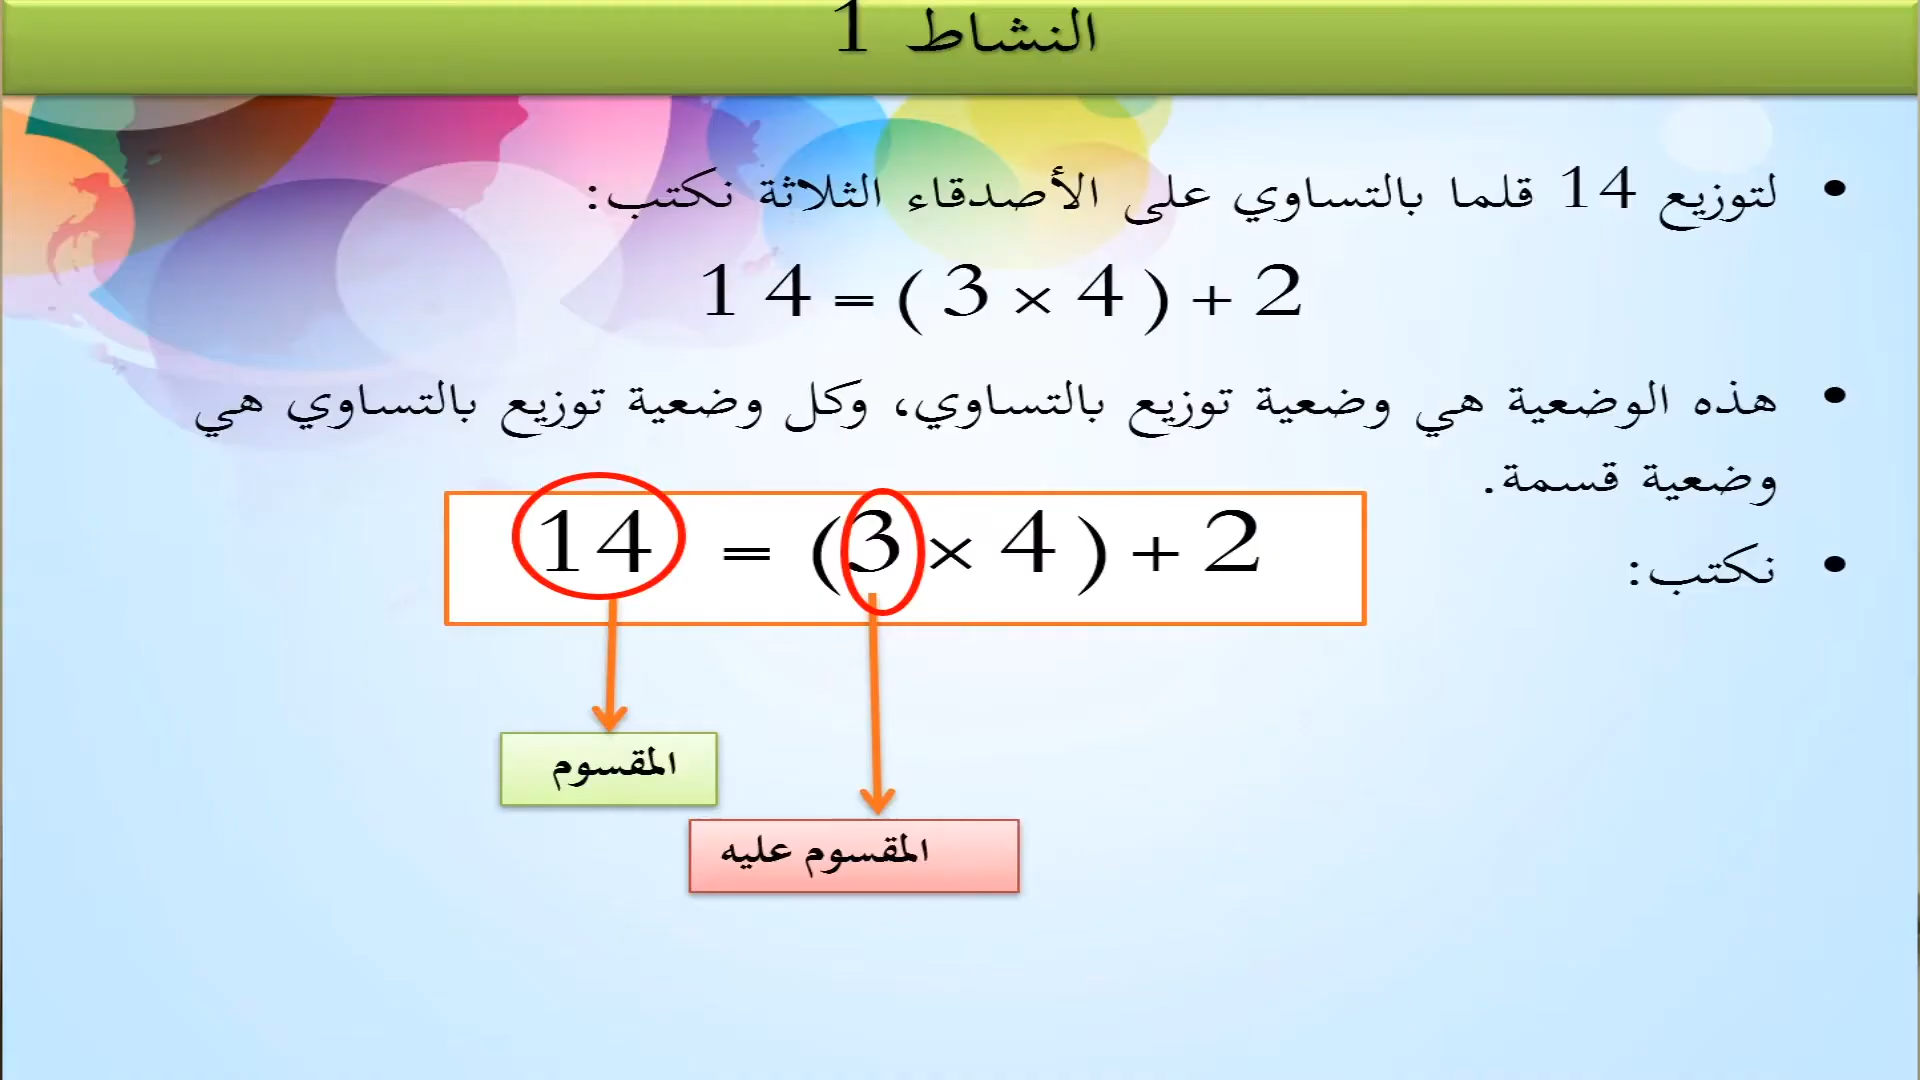 النشاط 1
• لتوزيع 14 قلما بالتساوي على الأصدقاء الثلاثة نكتب:
14=(3×4)+2
• هذه الوضعية هي وضعية توزيع بالتساوي، وكل وضعية توزيع بالتساوي هي
وضعية قسمة.
• نكتب:
14 = (3×4)+2
المقسوم
المقسوم عليه